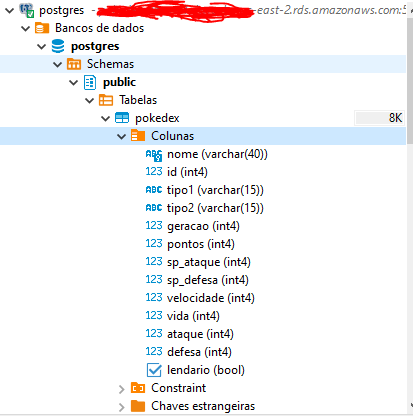 postgres - east-2.rds.amazonaws.com:5
Bancos de dados
postgres
Schemas
public
Tabelas
pokedex 8K
Colunas
ABC nome (varchar(40))
123 id (int4)
ABC tipo1 (varchar(15))
ABC tipo2 (varchar(15))
123 geracao (int4)
123 pontos (int4)
123 sp_ataque (int4)
123 sp_defesa (int4)
123 velocidade (int4)
123 vida (int4)
123 ataque (int4)
123 defesa (int4)
lendario (bool)
Constraint
Chaves estrangeiras